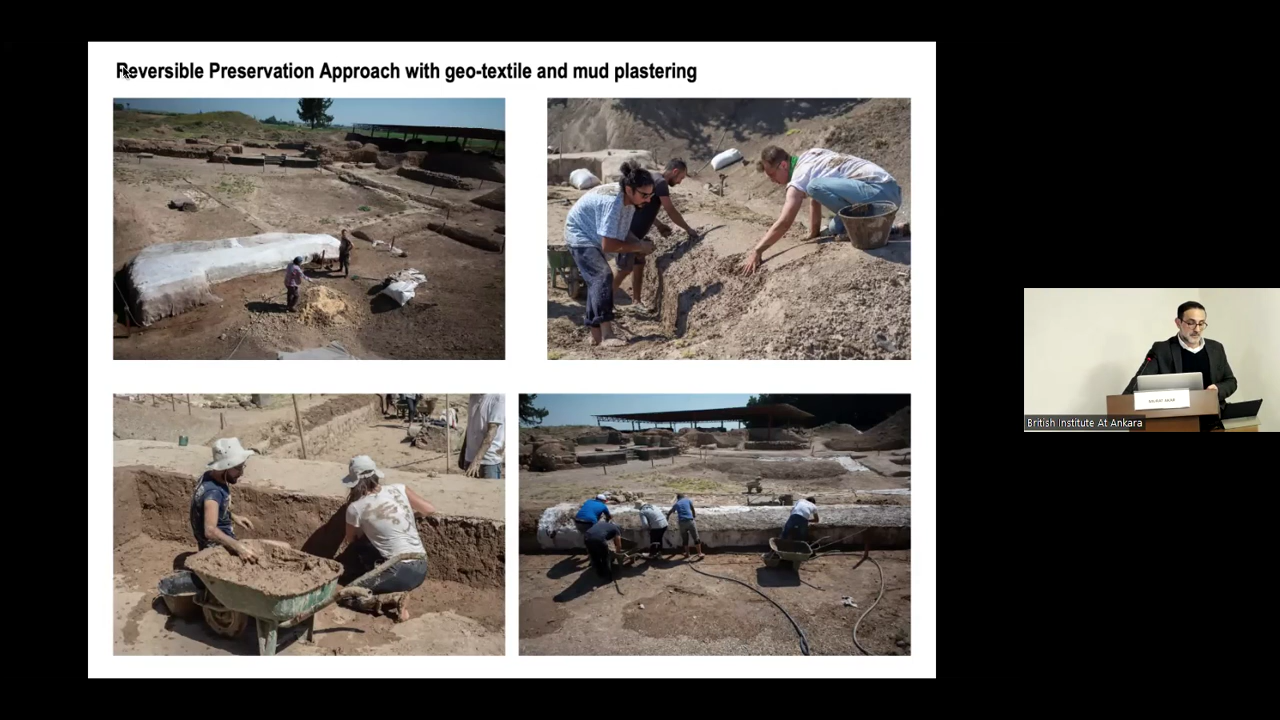 Reversible Preservation Approach with geo-textile and mud plastering
British Institute At Ankara